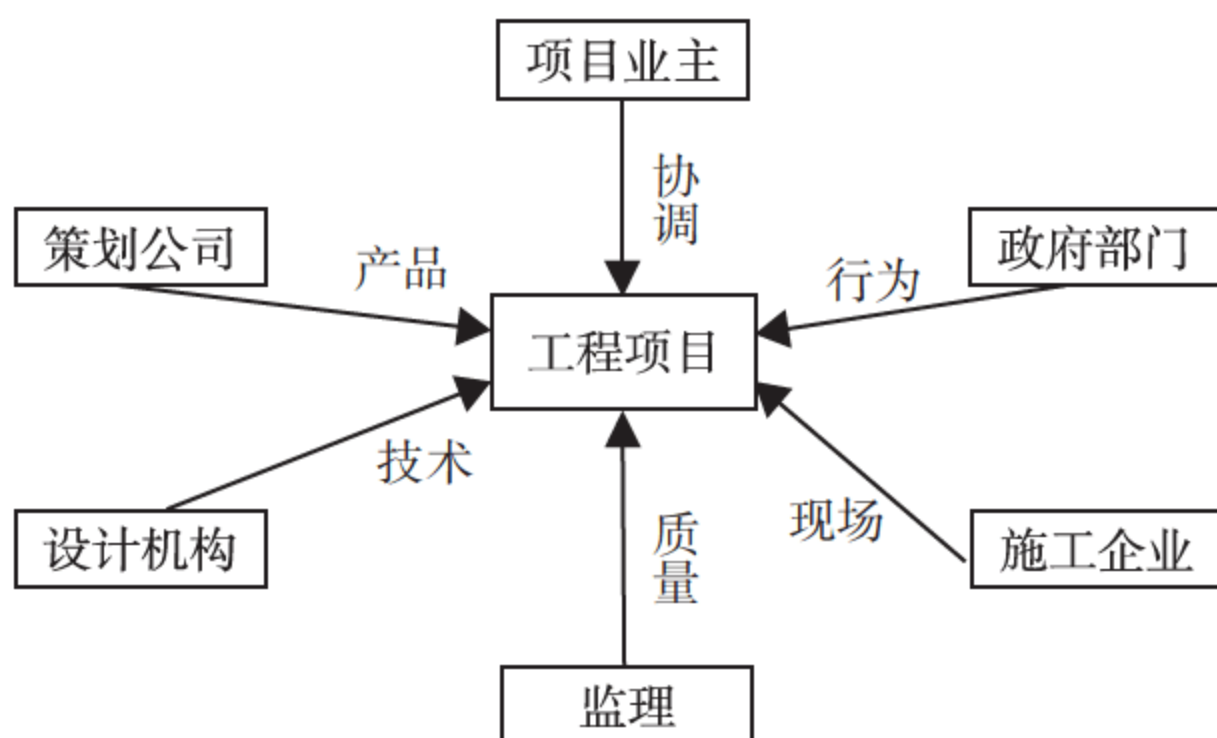 项目业主
协调
策划公司
产品
行为
政府部门
工程项目
技术
设计机构
质量
现场
施工企业
监理